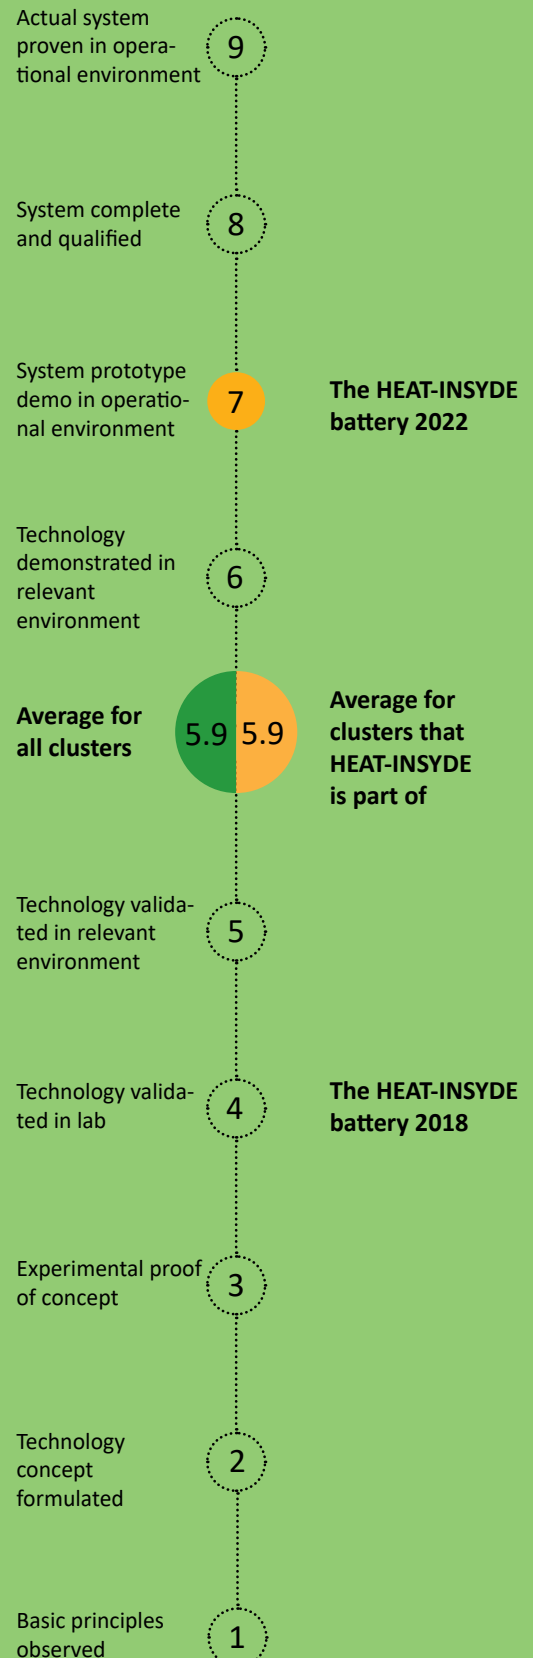 Actual system
proven in opera-
tional environment
9
System complete
and qualified
8
System prototype
demo in operatio-
nal environment
7
The HEAT-INSYDE
battery 2022
Technology
demonstrated in
relevant
environment
6
Average for
all clusters
5.9 5.9
Average for
clusters that
HEAT-INSYDE
is part of
Technology valida-
ted in relevant
environment
5
Technology valida-
ted in lab
4
The HEAT-INSYDE
battery 2018
Experimental proof
of concept
3
Technology
concept
formulated
2
Basic principles
observed
1